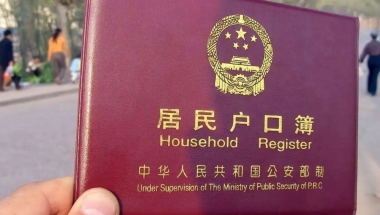 居民户口簿
Household Register
中华人民共和国公安部制
Under Supervision of The Ministry of Public Security of P.R.C